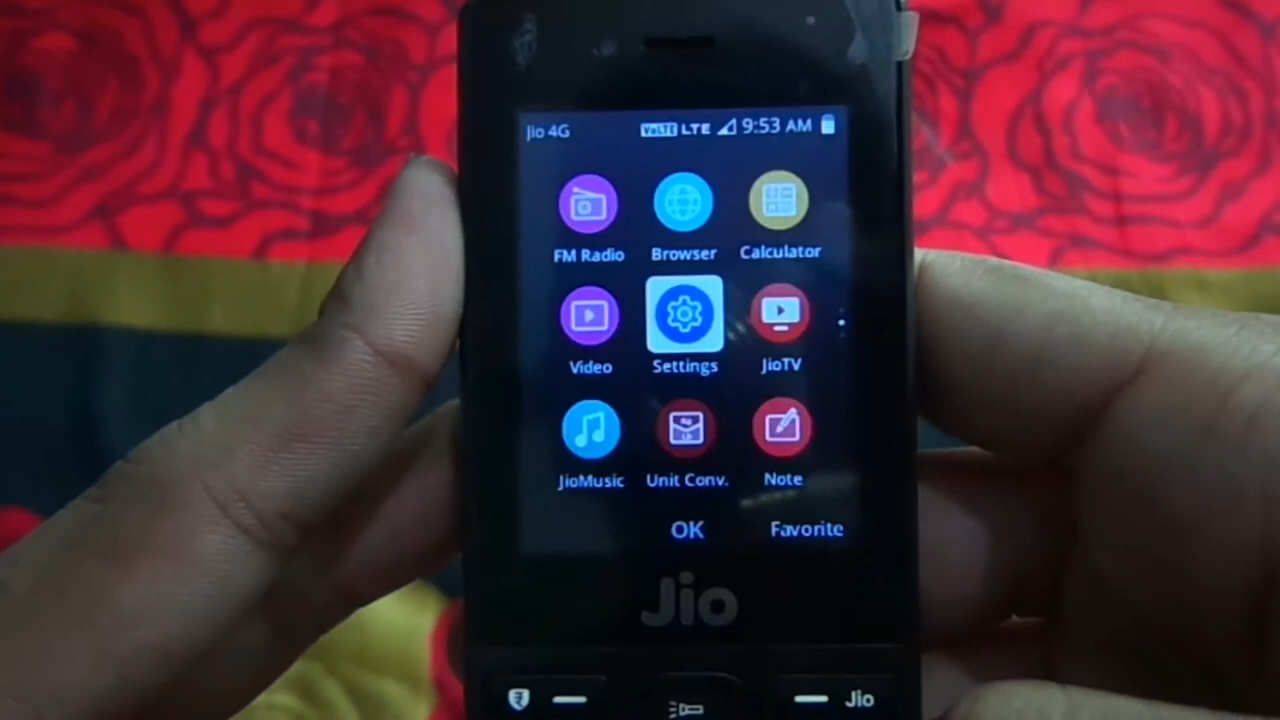 Jio 4G VoLTE LTE 9:53 AM
FM Radio Browser Calculator
Video Settings JioTV
JioMusic Unit Conv. Note
OK Favorite
Jio
Jio